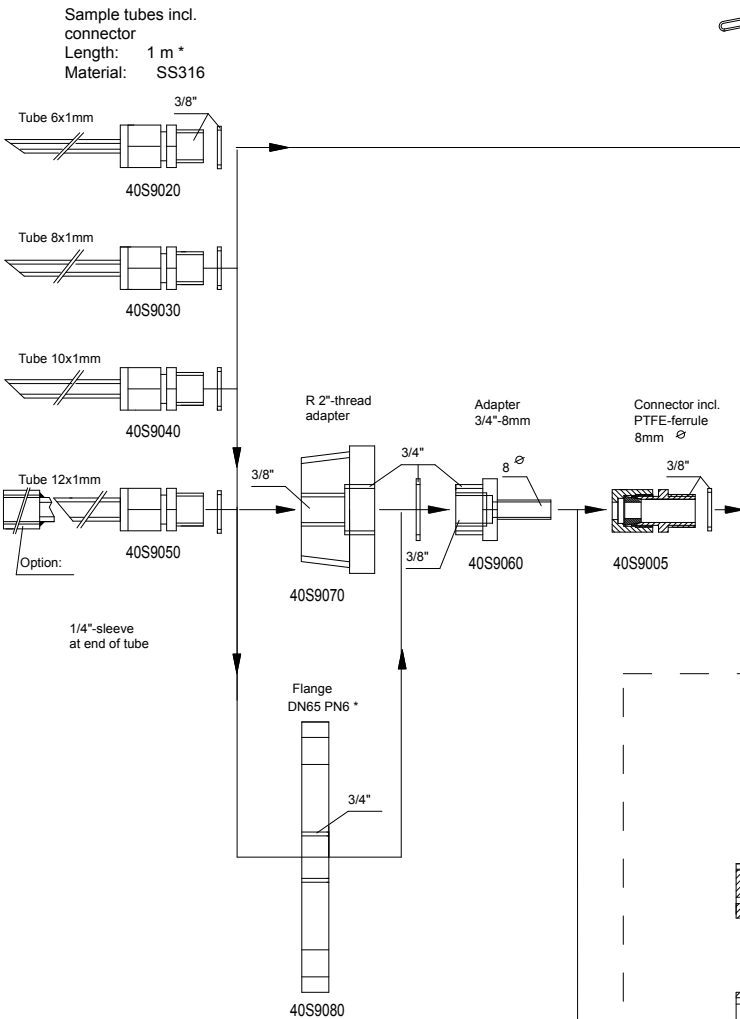 Sample tubes incl.
connector
Length: 1 m *
Material: SS316
3/8"
Tube 6x1mm
40S9020
Tube 8x1mm
40S9030
Tube 10x1mm
40S9040
R 2"-thread
adapter
Adapter
3/4"-8mm
Connector incl.
PTFE-ferrule
8mm ⌀
Tube 12x1mm
3/8"
3/4"
8 ⌀
3/8"
Option:
40S9050
3/8"
40S9060
40S9005
40S9070
1/4"-sleeve
at end of tube
Flange
DN65 PN6 *
3/4"
40S9080